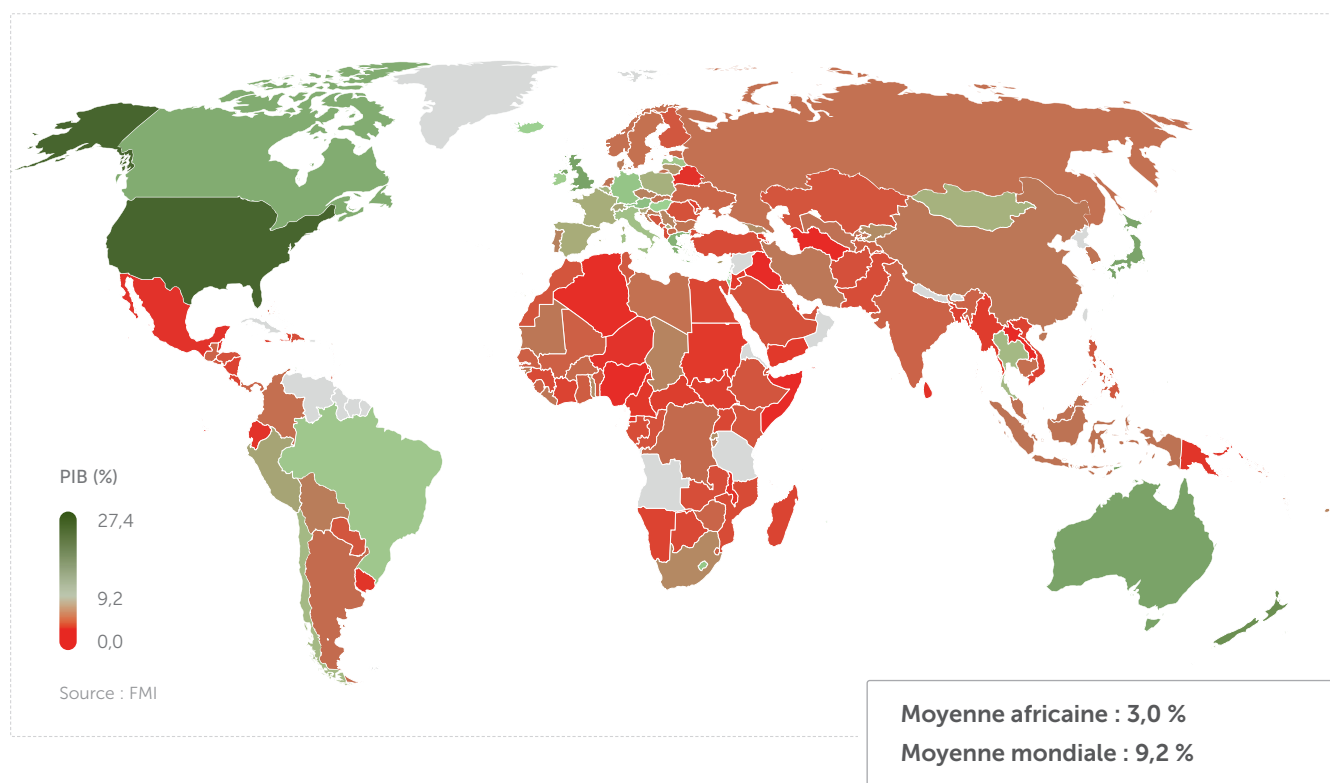 PIB (%)
27,4
9,2
0,0
Source : FMI
Moyenne africaine : 3,0 %
Moyenne mondiale : 9,2 %